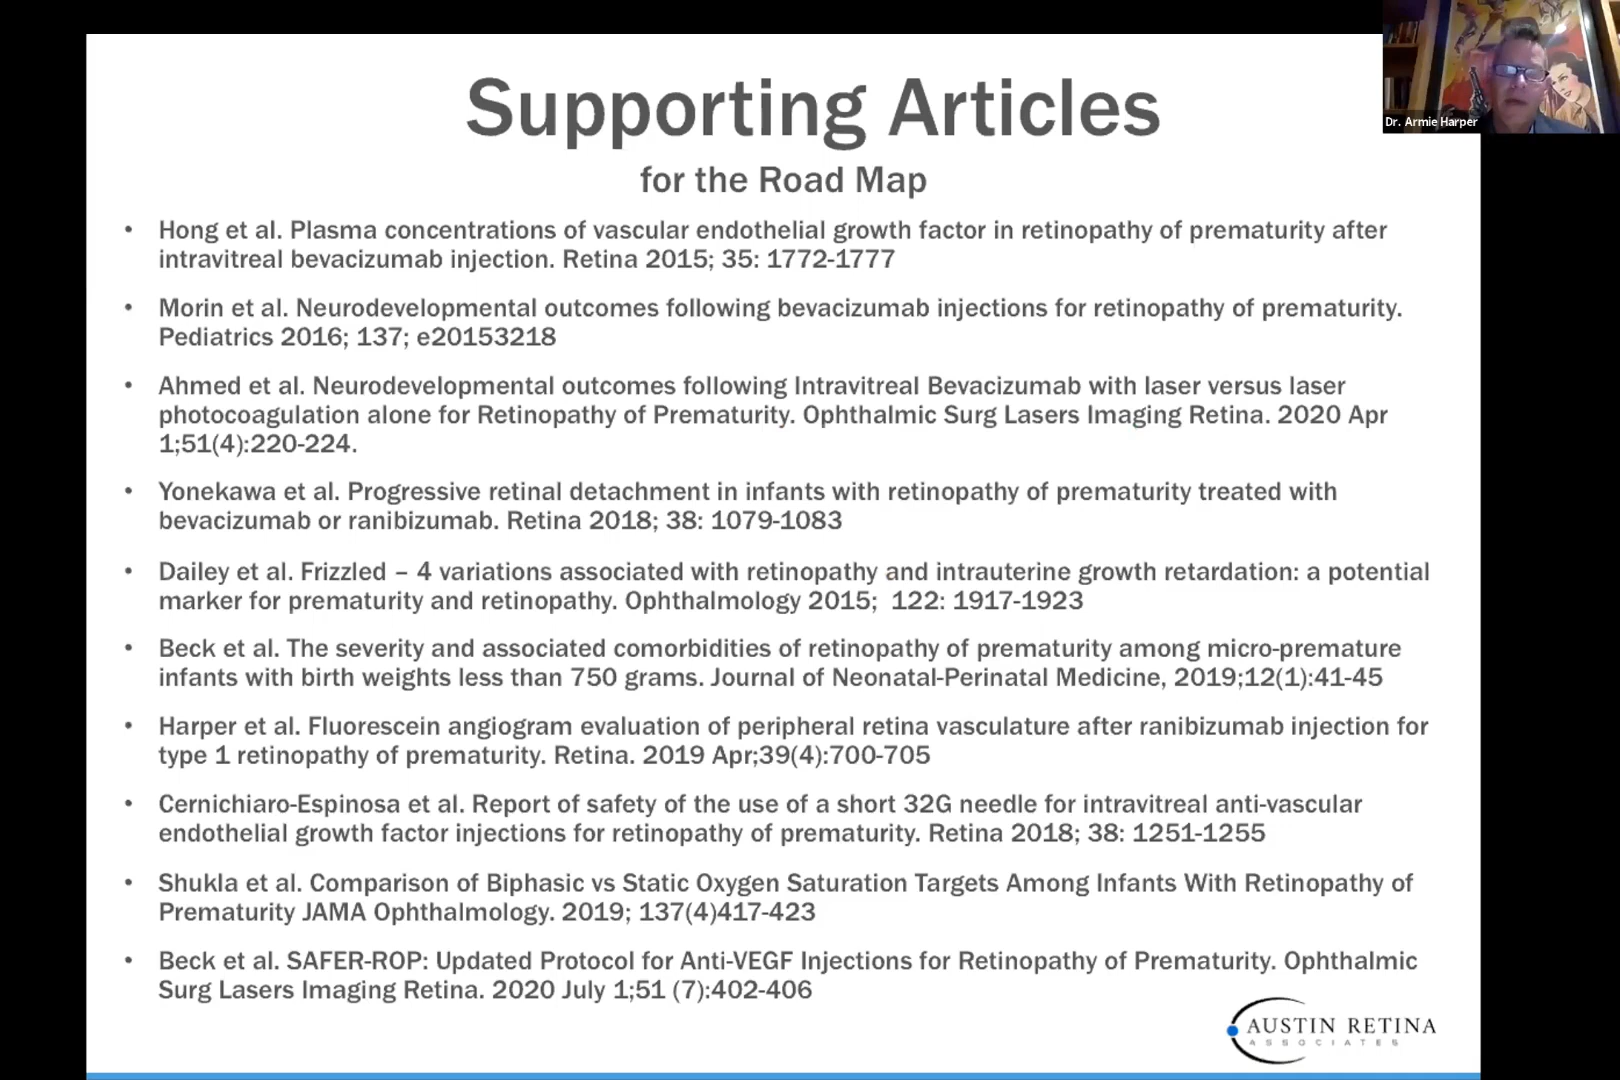 Supporting Articles
Dr. Armie Harper
for the Road Map
• Hong et al. Plasma concentrations of vascular endothelial growth factor in retinopathy of prematurity after
intravitreal bevacizumab injection. Retina 2015; 35: 1772-1777
• Morin et al. Neurodevelopmental outcomes following bevacizumab injections for retinopathy of prematurity.
Pediatrics 2016; 137; e20153218
• Ahmed et al. Neurodevelopmental outcomes following Intravitreal Bevacizumab with laser versus laser
photocoagulation alone for Retinopathy of Prematurity. Ophthalmic Surg Lasers Imaging Retina. 2020 Apr
1;51(4):220-224.
• Yonekawa et al. Progressive retinal detachment in infants with retinopathy of prematurity treated with
bevacizumab or ranibizumab. Retina 2018; 38: 1079-1083
• Dailey et al. Frizzled – 4 variations associated with retinopathy and intrauterine growth retardation: a potential
marker for prematurity and retinopathy. Ophthalmology 2015;  122: 1917-1923
• Beck et al. The severity and associated comorbidities of retinopathy of prematurity among micro-premature
infants with birth weights less than 750 grams. Journal of Neonatal-Perinatal Medicine, 2019;12(1):41-45
• Harper et al. Fluorescein angiogram evaluation of peripheral retina vasculature after ranibizumab injection for
type 1 retinopathy of prematurity. Retina. 2019 Apr;39(4):700-705
• Cernichiaro-Espinosa et al. Report of safety of the use of a short 32G needle for intravitreal anti-vascular
endothelial growth factor injections for retinopathy of prematurity. Retina 2018; 38: 1251-1255
• Shukla et al. Comparison of Biphasic vs Static Oxygen Saturation Targets Among Infants With Retinopathy of
Prematurity JAMA Ophthalmology. 2019; 137(4)417-423
• Beck et al. SAFER-ROP: Updated Protocol for Anti-VEGF Injections for Retinopathy of Prematurity. Ophthalmic
Surg Lasers Imaging Retina. 2020 July 1;51 (7):402-406
AUSTIN RETINA
ASSOCIATES